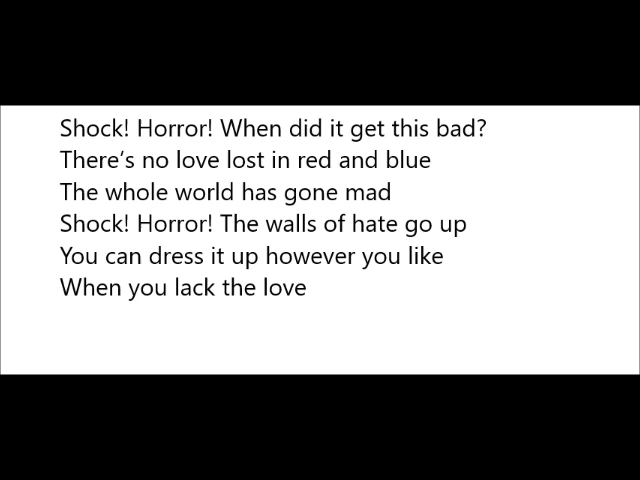 Shock! Horror! When did it get this bad?
There’s no love lost in red and blue
The whole world has gone mad
Shock! Horror! The walls of hate go up
You can dress it up however you like
When you lack the love